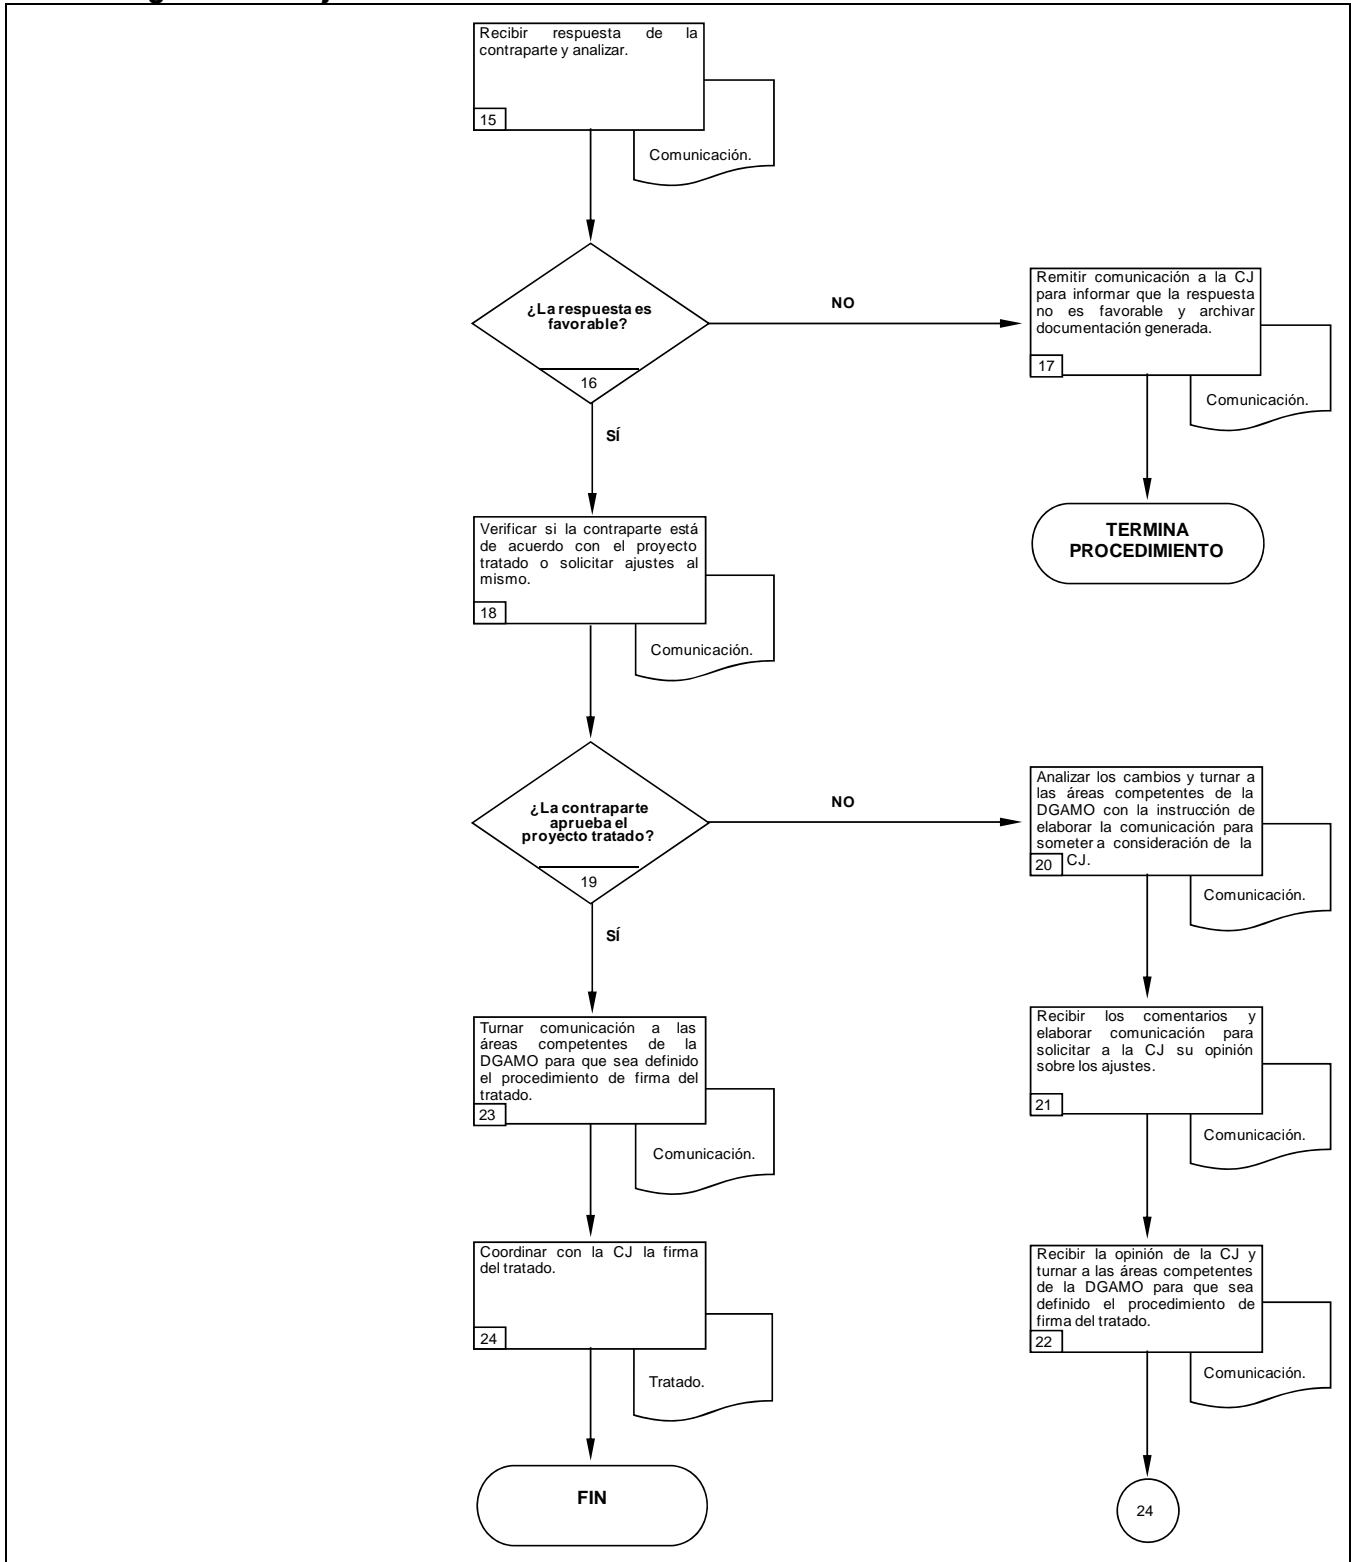 Recibir respuesta de la
contraparte y analizar.
15
Comunicación.
¿La respuesta es
favorable?
16
NO
SÍ
Remitir comunicación a la CJ
para informar que la respuesta
no es favorable y archivar
documentación generada.
17
Comunicación.
TERMINA
PROCEDIMIENTO
Verificar si la contraparte está
de acuerdo con el proyecto
tratado o solicitar ajustes al
mismo.
18
Comunicación.
¿La contraparte
aprueba el
proyecto tratado?
19
NO
SÍ
Analizar los cambios y turnar a
las áreas competentes de la
DGAMO con la instrucción de
elaborar la comunicación para
someter a consideración de la
CJ.
20
Comunicación.
Recibir los comentarios y
elaborar comunicación para
solicitar a la CJ su opinión
sobre los ajustes.
21
Comunicación.
Recibir la opinión de la CJ y
turnar a las áreas competentes
de la DGAMO para que sea
definido el procedimiento de
firma del tratado.
22
Comunicación.
24
Turnar comunicación a las
áreas competentes de la
DGAMO para que sea definido
el procedimiento de firma del
tratado.
23
Comunicación.
Coordinar con la CJ la firma
del tratado.
24
Tratado.
FIN